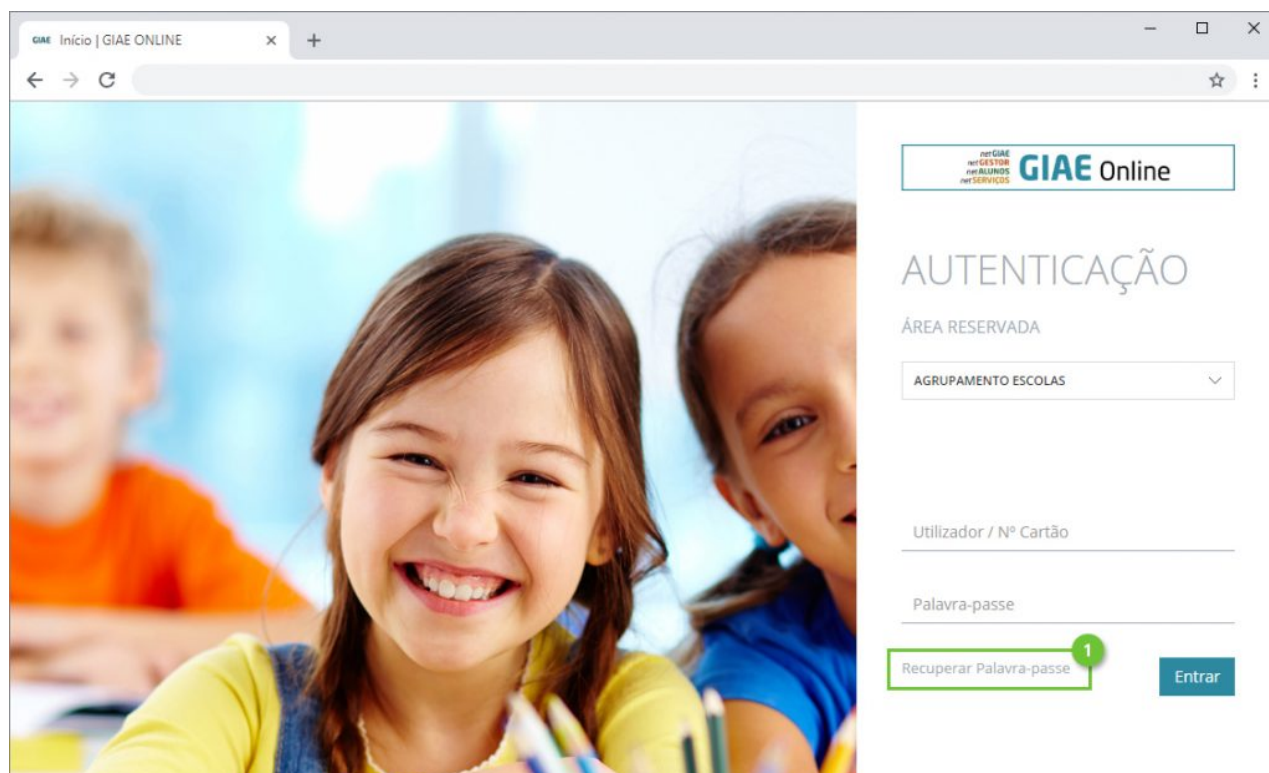 GIAE Início | GIAE ONLINE
netGIAE
netGESTOR
netALUNOS
netSERVIÇOS
GIAE Online
AUTENTICAÇÃO
ÁREA RESERVADA
AGRUPAMENTO ESCOLAS
Utilizador / Nº Cartão
Palavra-passe
1
Recuperar Palavra-passe
Entrar